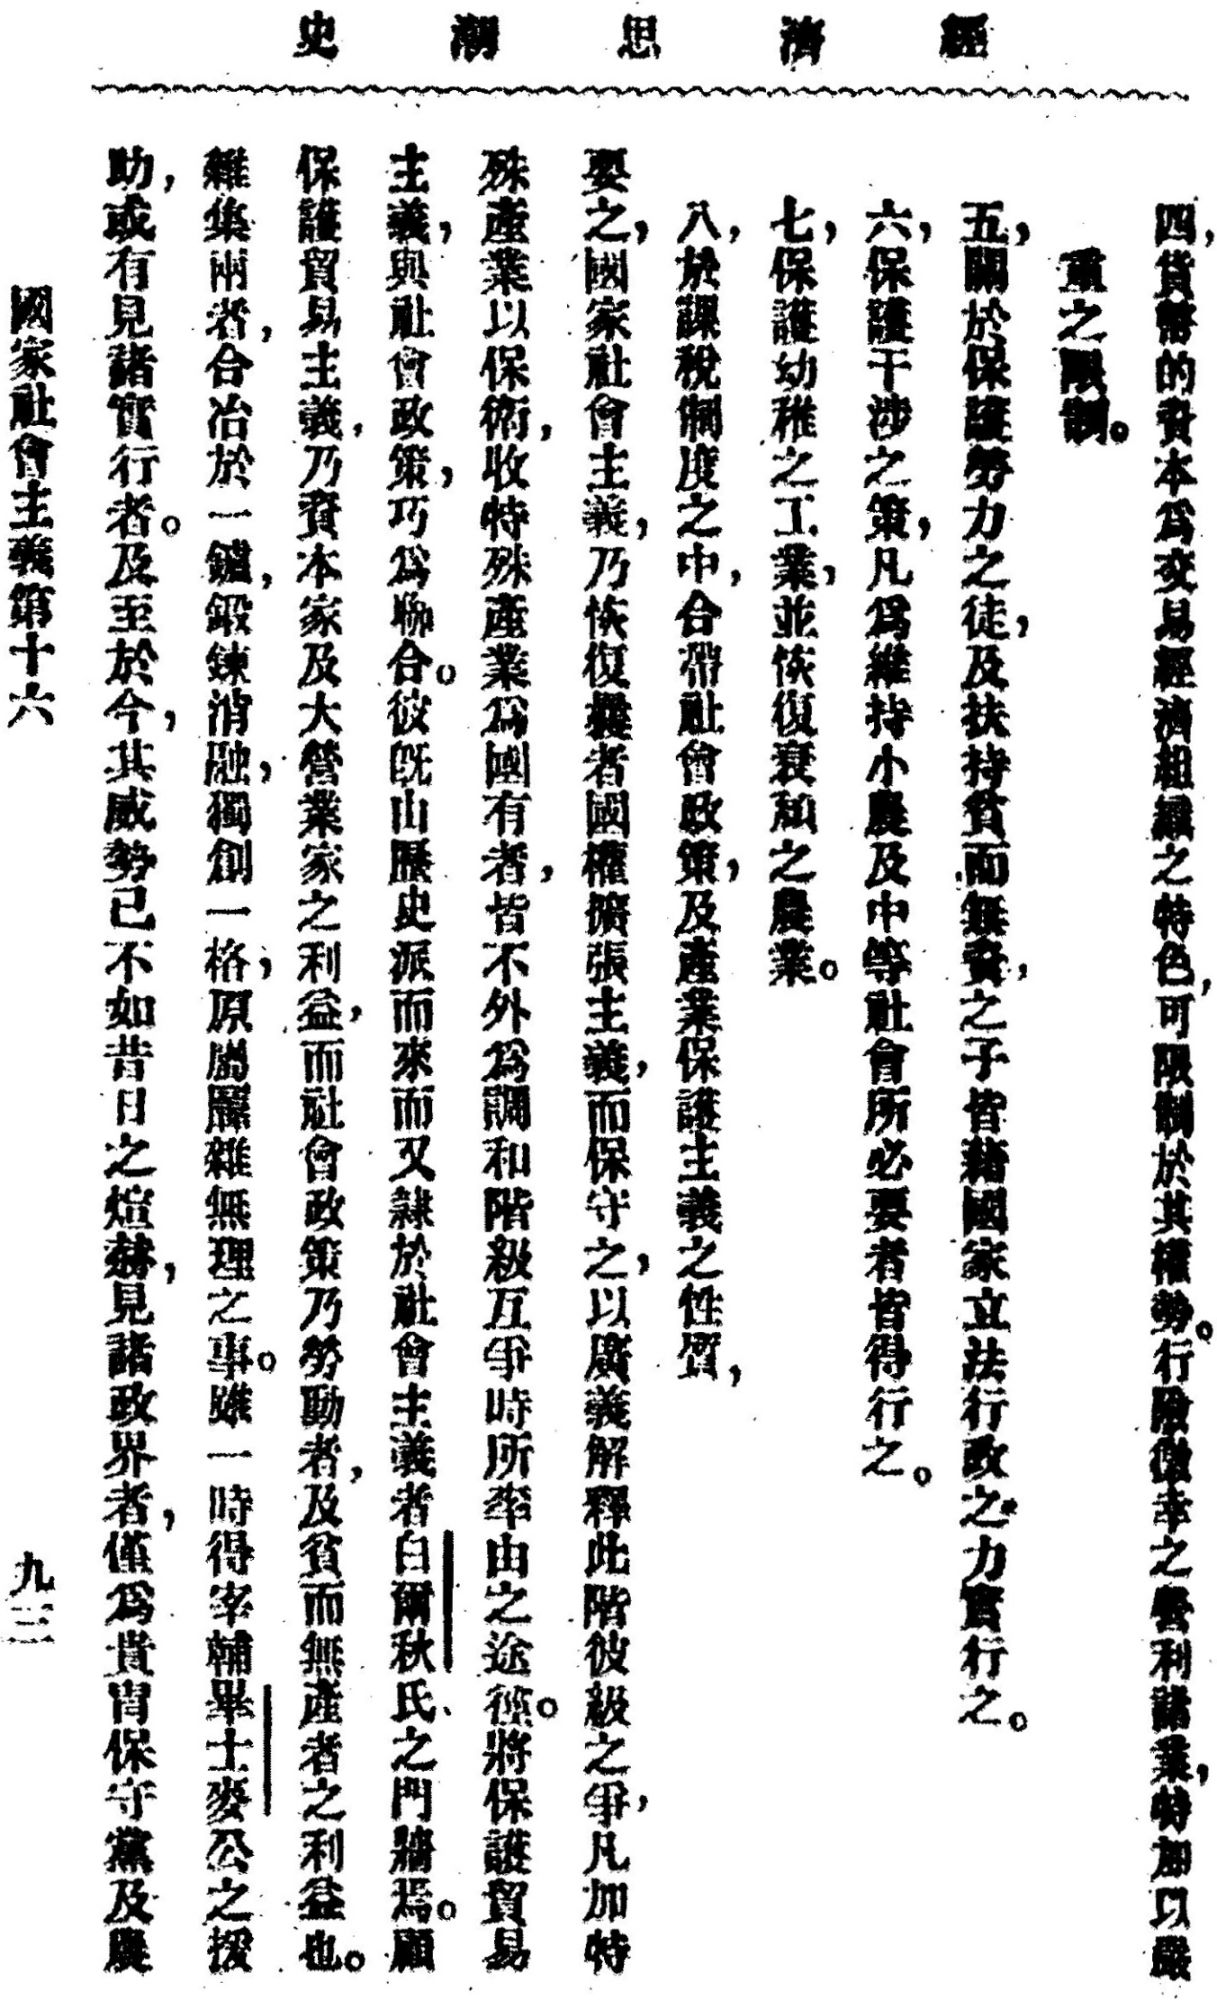 經濟思潮史
四,貨幣的資本爲交易經濟組織之特色,可限制於其權勢。行險儌幸之營利諸業,特加以嚴
重之限制。
五,關於保護勞力之徒,及扶持貧而無資,之子皆藉國家立法行政之力實行之。
六,保護干涉之策,凡爲維持小農及中等社會所必要者皆得行之。
七,保護幼稚之工業,並恢復衰頹之農業。
八,於課稅制度之中,合帶社會政策,及產業保護主義之性質,
要之,國家社會主義,乃恢復曩者國權擴張主義,而保守之,以廣義解釋此階彼級之爭,凡加特
殊產業以保衛,收特殊產業爲國有者,皆不外爲調和階級互爭時所率由之途徑。將保護貿易
主義,與社會政策,巧爲聯合。彼旣由歷史派而來而又隸於社會主義者白爾秋氏、之門牆焉。顧
保護貿易主義,乃資本家及大營業家之利益,而社會政策乃勞動者,及貧而無產者之利益也。
雜集兩者,合冶於一鑪,鍛鍊消融,獨創一格,原屬龐雜無理之事。雖一時得宰輔畢士麥公之援
助,或有見諸實行者。及至於今,其威勢已不如昔日之煊赫,見諸政界者,僅爲貴冑保守黨及農
國家社會主義第十六
九三